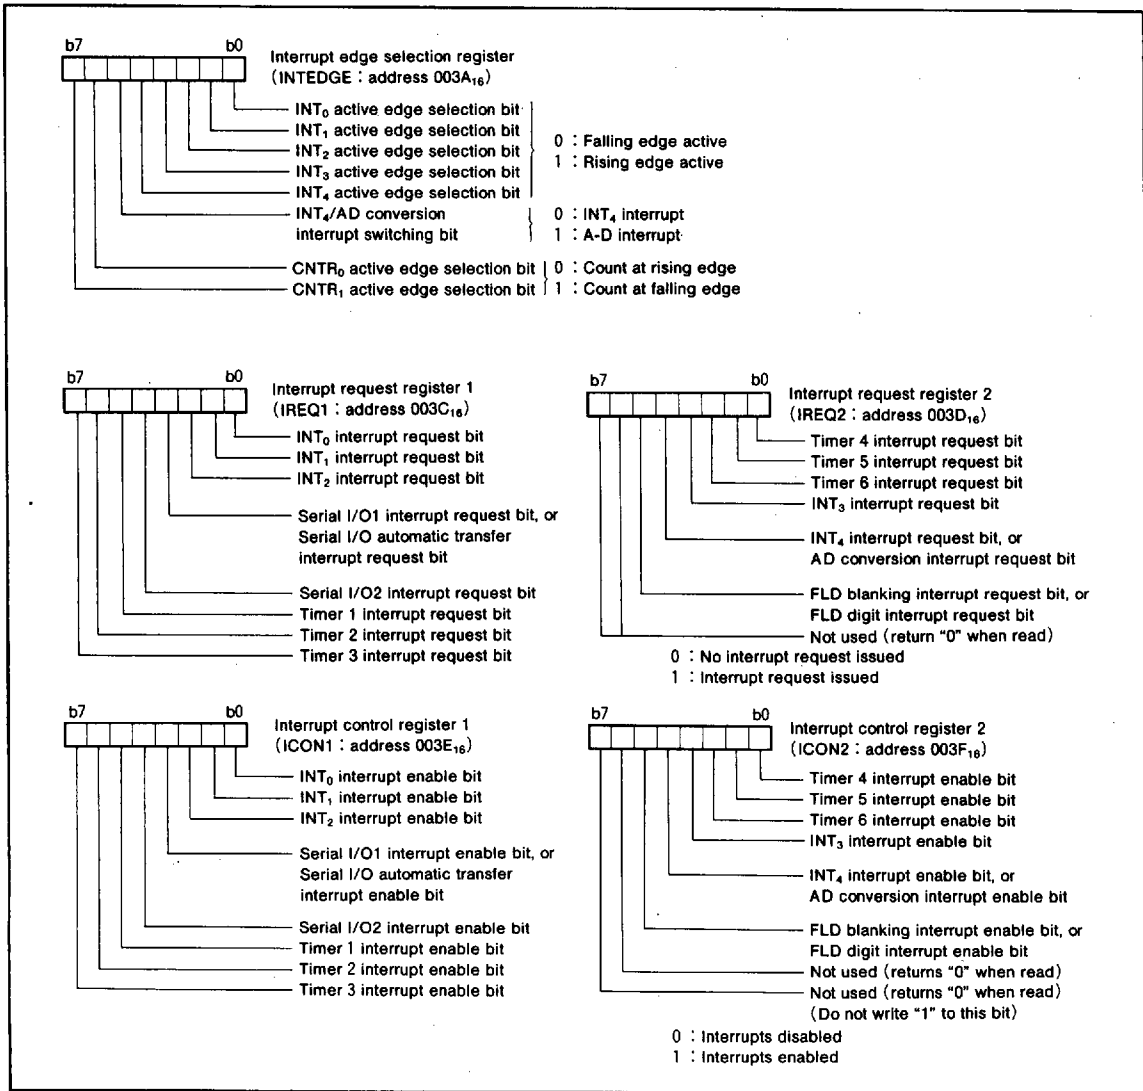 b7 b0
Interrupt edge selection register
(INTEDGE : address 003A₁₆)
INT₀ active edge selection bit
INT₁ active edge selection bit
INT₂ active edge selection bit
INT₃ active edge selection bit
INT₄ active edge selection bit
0 : Falling edge active
1 : Rising edge active
INT₄/AD conversion
interrupt switching bit
0 : INT₄ interrupt
1 : A-D interrupt
CNTR₀ active edge selection bit
CNTR₁ active edge selection bit
0 : Count at rising edge
1 : Count at falling edge
b7 b0
Interrupt request register 1
(IREQ1 : address 003C₁₆)
INT₀ interrupt request bit
INT₁ interrupt request bit
INT₂ interrupt request bit
Serial I/O1 interrupt request bit, or
Serial I/O automatic transfer
interrupt request bit
Serial I/O2 interrupt request bit
Timer 1 interrupt request bit
Timer 2 interrupt request bit
Timer 3 interrupt request bit
b7 b0
Interrupt request register 2
(IREQ2 : address 003D₁₆)
Timer 4 interrupt request bit
Timer 5 interrupt request bit
Timer 6 interrupt request bit
INT₃ interrupt request bit
INT₄ interrupt request bit, or
AD conversion interrupt request bit
FLD blanking interrupt request bit, or
FLD digit interrupt request bit
Not used (return "0" when read)
0 : No interrupt request issued
1 : Interrupt request issued
b7 b0
Interrupt control register 1
(ICON1 : address 003E₁₆)
INT₀ interrupt enable bit
INT₁ interrupt enable bit
INT₂ interrupt enable bit
Serial I/O1 interrupt enable bit, or
Serial I/O automatic transfer
interrupt enable bit
Serial I/O2 interrupt enable bit
Timer 1 interrupt enable bit
Timer 2 interrupt enable bit
Timer 3 interrupt enable bit
b7 b0
Interrupt control register 2
(ICON2 : address 003F₁₆)
Timer 4 interrupt enable bit
Timer 5 interrupt enable bit
Timer 6 interrupt enable bit
INT₃ interrupt enable bit
INT₄ interrupt enable bit, or
AD conversion interrupt enable bit
FLD blanking interrupt enable bit, or
FLD digit interrupt enable bit
Not used (returns "0" when read)
Not used (returns "0" when read)
(Do not write "1" to this bit)
0 : Interrupts disabled
1 : Interrupts enabled